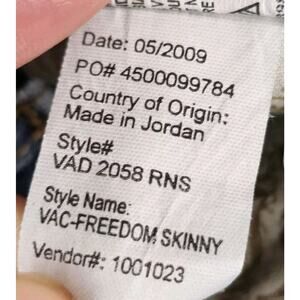 Date: 05/2009
PO# 4500099784
Country of Origin:
Made in Jordan
Style#
VAD 2058 RNS
Style Name:
VAC-FREEDOM SKINNY
Vendor#: 1001023